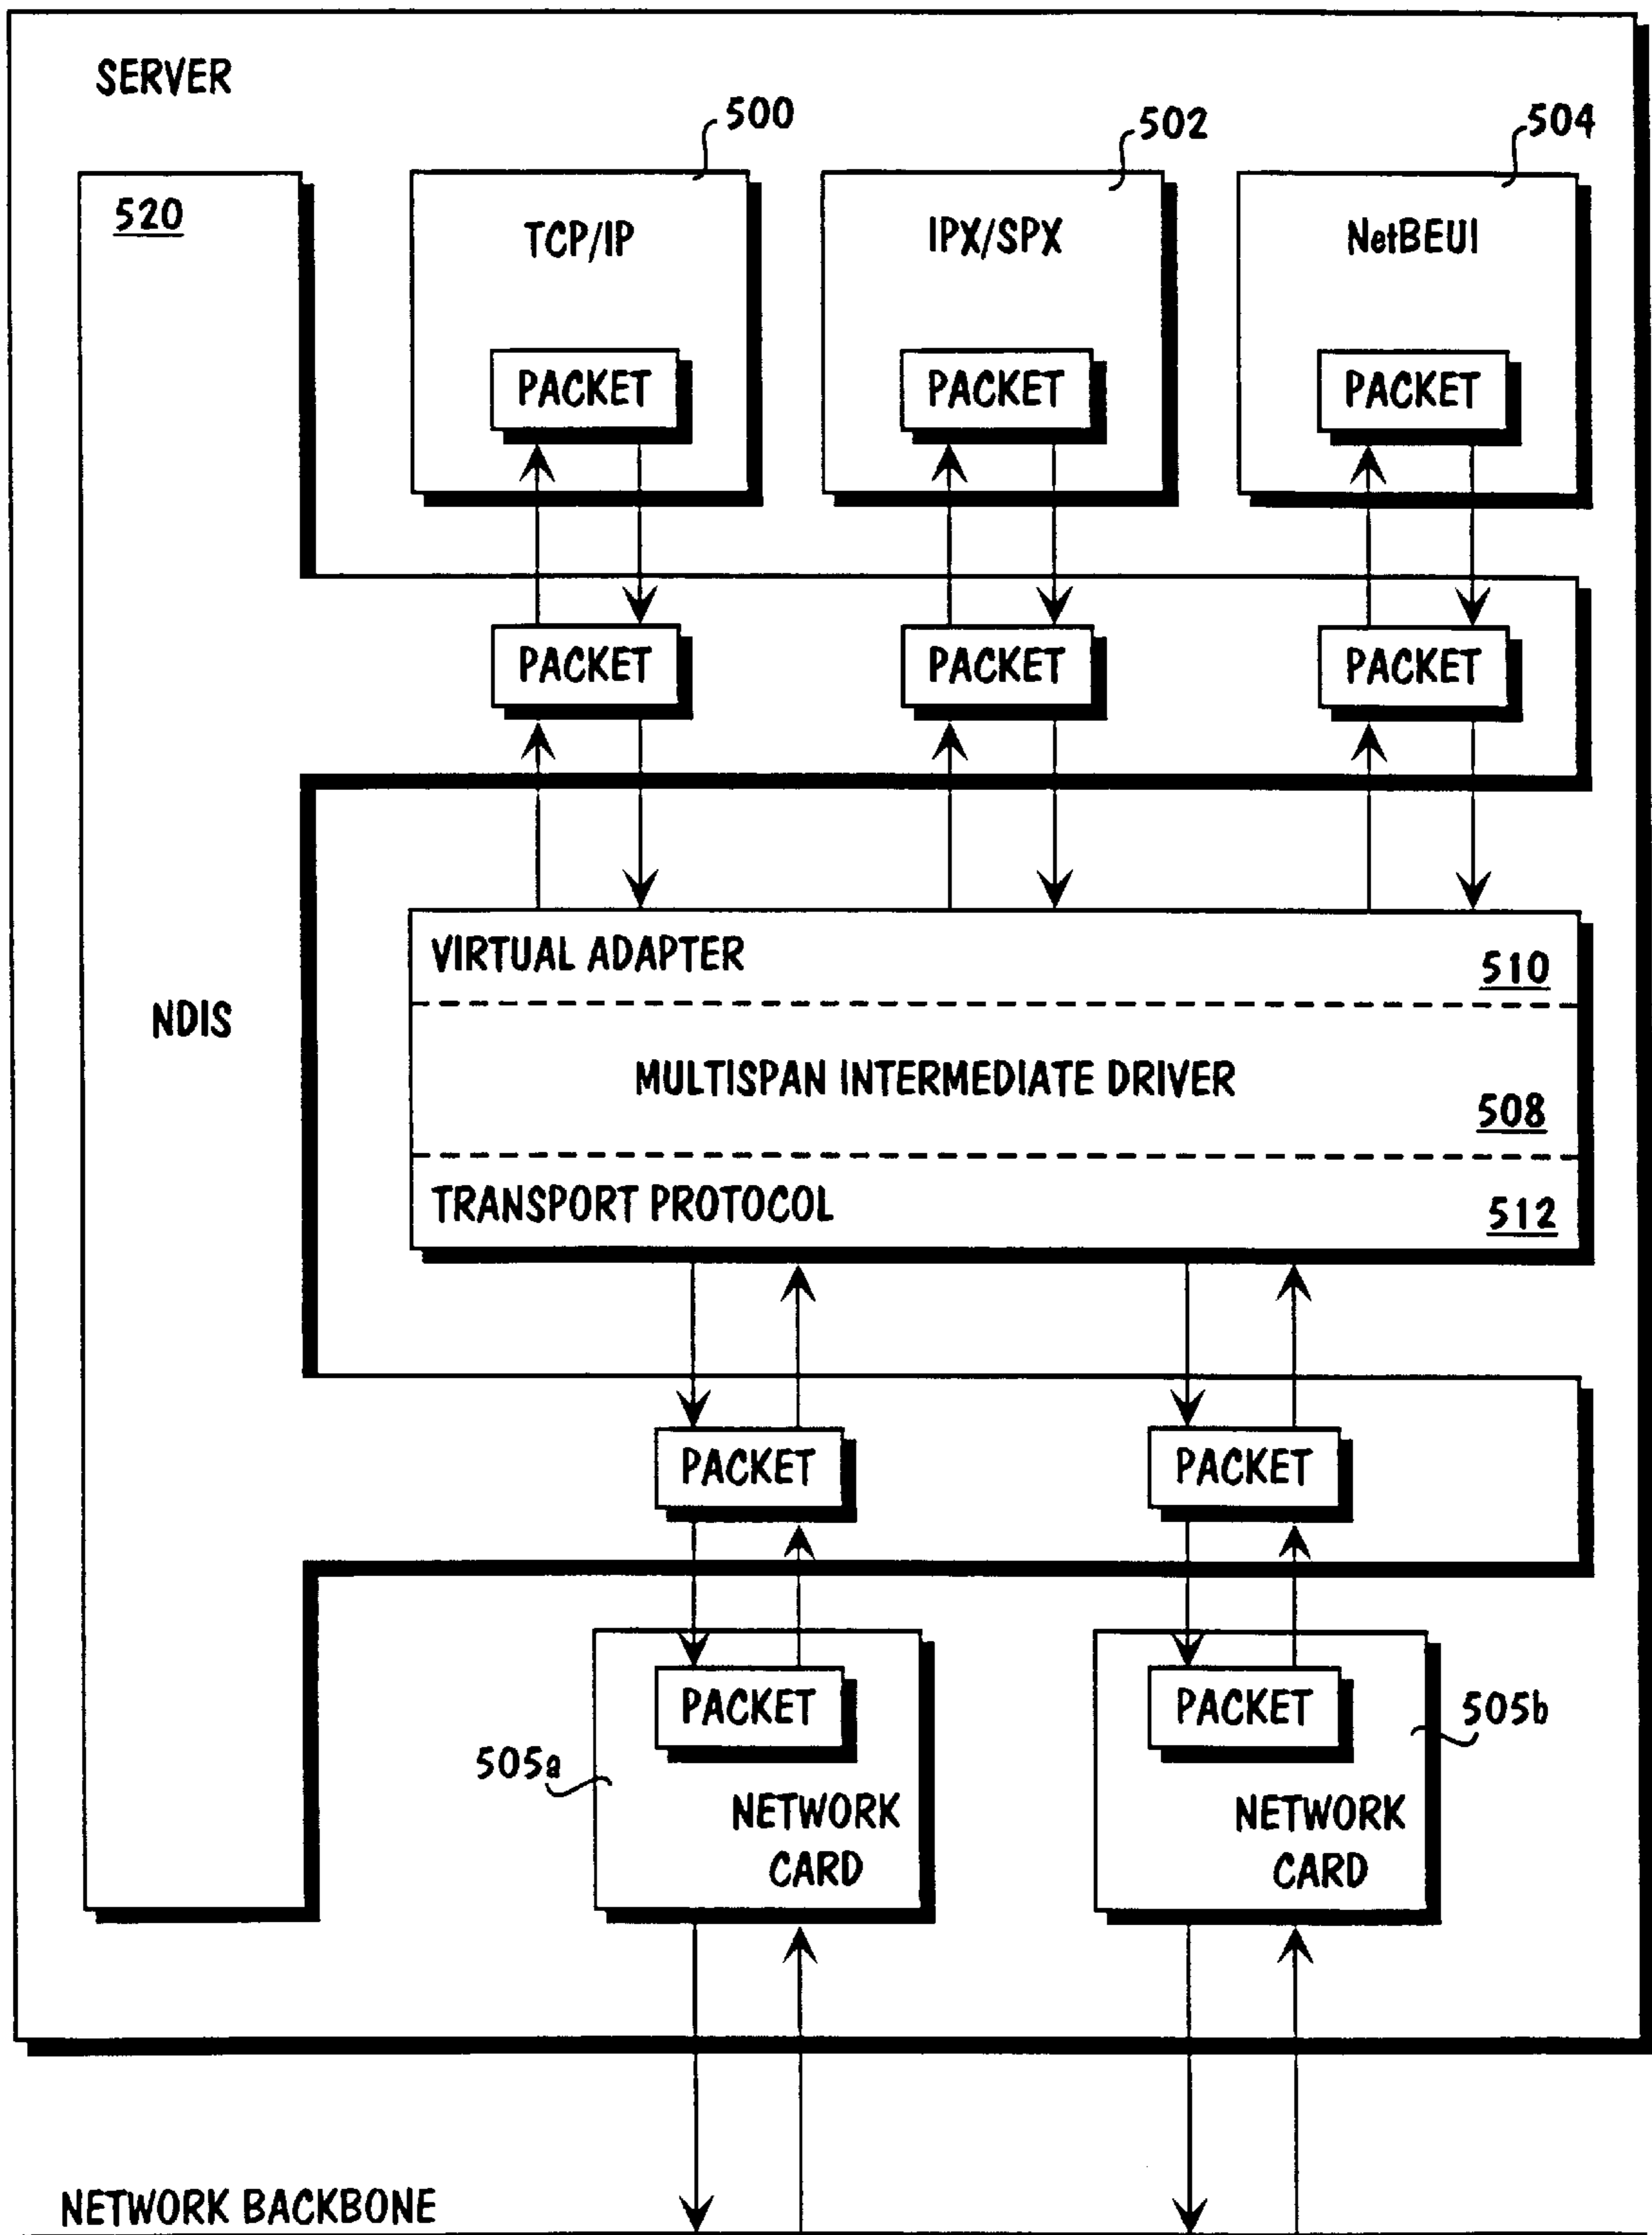 SERVER
500
502
504
520
TCP/IP
IPX/SPX
NetBEUI
PACKET
PACKET
PACKET
PACKET
PACKET
PACKET
VIRTUAL ADAPTER
510
NDIS
MULTISPAN INTERMEDIATE DRIVER
508
TRANSPORT PROTOCOL
512
PACKET
PACKET
PACKET
PACKET
505a
505b
NETWORK
CARD
NETWORK
CARD
NETWORK BACKBONE